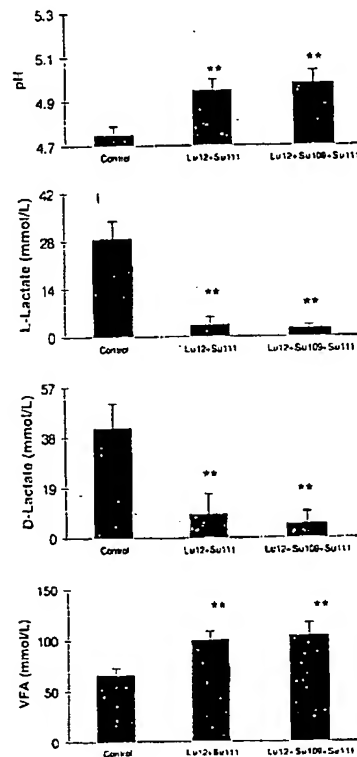 5.3
5.1
4.9
4.7
pH
**
**
Control
Lu12+Su111
Lu12+Su109+Su111
42
28
14
0
L-Lactate (mmol/L)
**
**
Control
Lu12+Su111
Lu12+Su109+Su111
57
38
19
0
D-Lactate (mmol/L)
**
**
Control
Lu12+Su111
Lu12+Su109+Su111
150
100
50
0
VFA (mmol/L)
**
**
Control
Lu12+Su111
Lu12+Su109+Su111